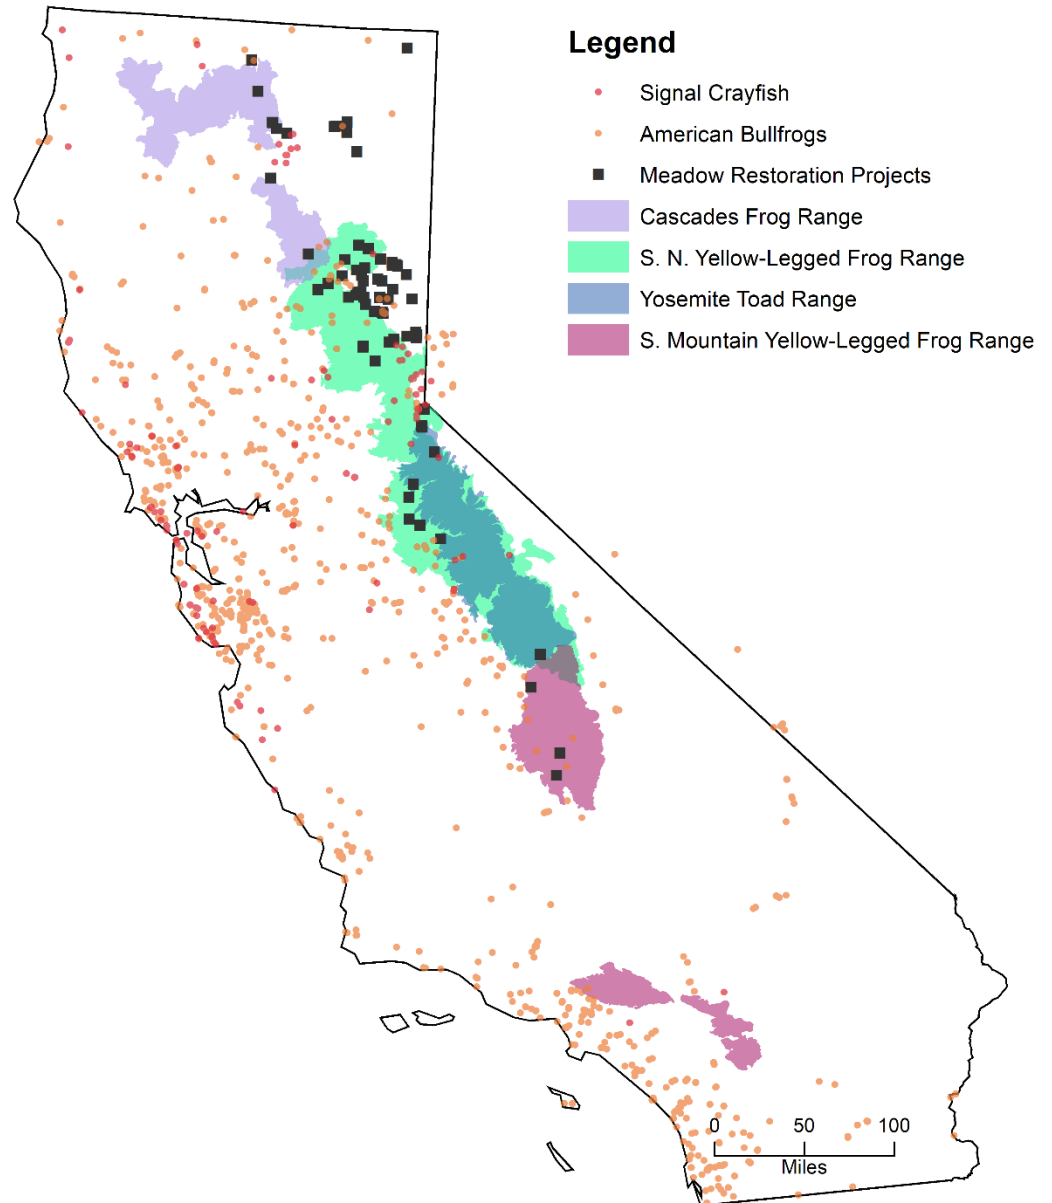 Legend
Signal Crayfish
American Bullfrogs
Meadow Restoration Projects
Cascades Frog Range
S. N. Yellow-Legged Frog Range
Yosemite Toad Range
S. Mountain Yellow-Legged Frog Range
0 50 100
Miles